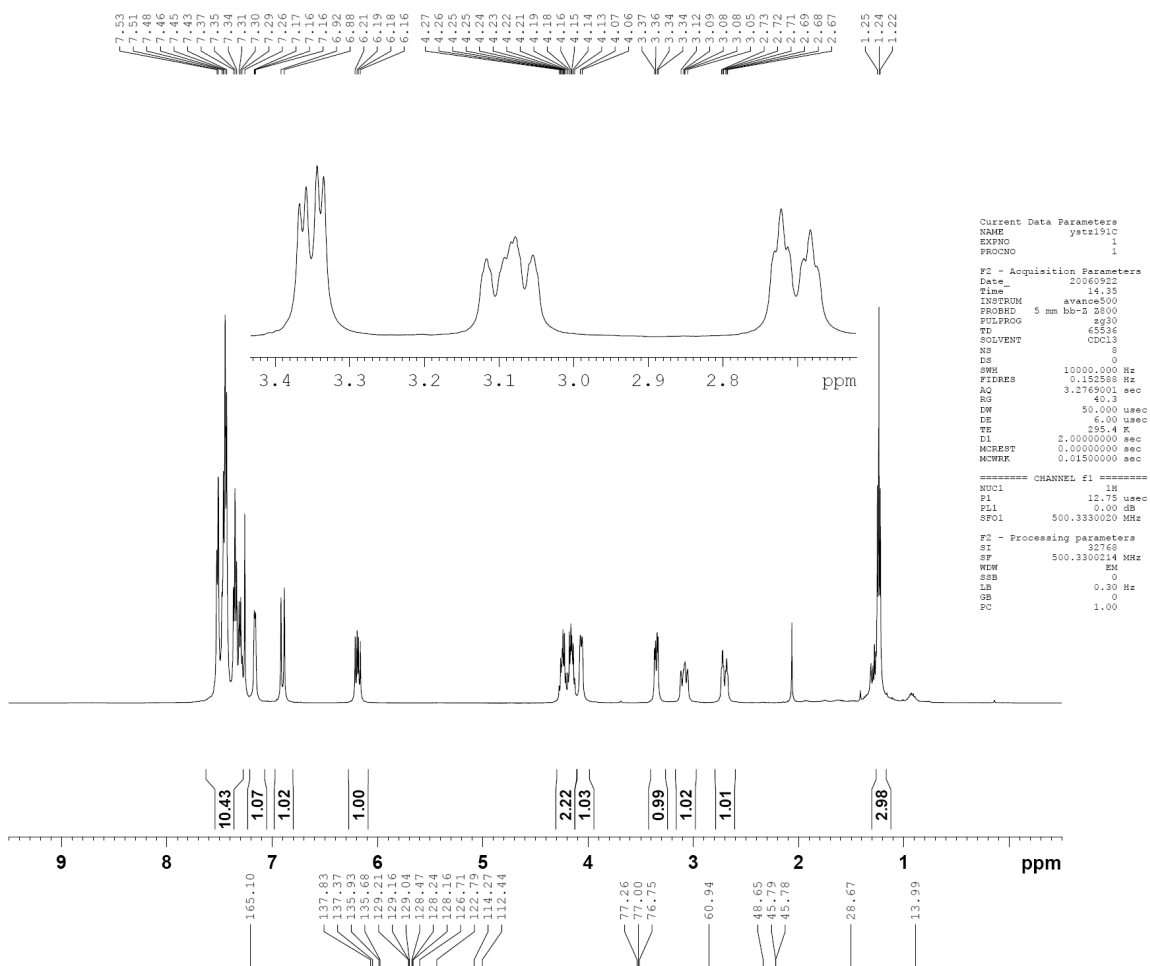 7.53 7.51 7.48 7.46 7.45 7.43 7.37 7.35 7.34 7.31 7.30 7.29 7.26 7.17 7.16 7.16 6.92 6.88 6.21 6.19 6.18 6.16 4.27 4.26 4.25 4.25 4.24 4.23 4.22 4.21 4.19 4.18 4.16 4.15 4.14 4.13 4.07 4.06 3.37 3.36 3.34 3.34 3.12 3.09 3.08 3.08 3.05 2.73 2.72 2.71 2.69 2.68 2.67 1.25 1.24 1.22
3.4 3.3 3.2 3.1 3.0 2.9 2.8 ppm
Current Data Parameters
NAME ystz191C
EXPNO 1
PROCNO 1
F2 - Acquisition Parameters
Date_ 20060922
Time 14.35
INSTRUM avance500
PROBHD 5 mm bb-Z Z800
PULPROG zg30
TD 65536
SOLVENT CDCl3
NS 8
DS 0
SWH 10000.000 Hz
FIDRES 0.152588 Hz
AQ 3.2769001 sec
RG 40.3
DW 50.000 usec
DE 6.00 usec
TE 295.4 K
D1 2.00000000 sec
MCREST 0.00000000 sec
MCWRK 0.01500000 sec
======== CHANNEL f1 ========
NUC1 1H
P1 12.75 usec
PL1 0.00 dB
SFO1 500.3330020 MHz
F2 - Processing parameters
SI 32768
SF 500.3300214 MHz
WDW EM
SSB 0
LB 0.30 Hz
GB 0
PC 1.00
10.43 1.07 1.02 1.00 2.22 1.03 0.99 1.02 1.01 2.98
9 8 7 6 5 4 3 2 1 ppm
165.10 137.83 137.37 135.93 135.68 129.21 129.16 129.04 128.47 128.24 128.16 126.71 122.79 114.27 112.44 77.26 77.00 76.75 60.94 48.65 45.79 45.78 28.67 13.99